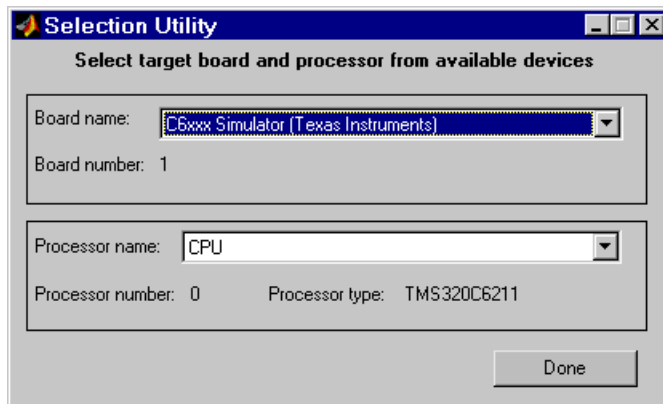 Selection Utility
Select target board and processor from available devices
Board name: C6xxx Simulator (Texas Instruments)
Board number: 1
Processor name: CPU
Processor number: 0 Processor type: TMS320C6211
Done